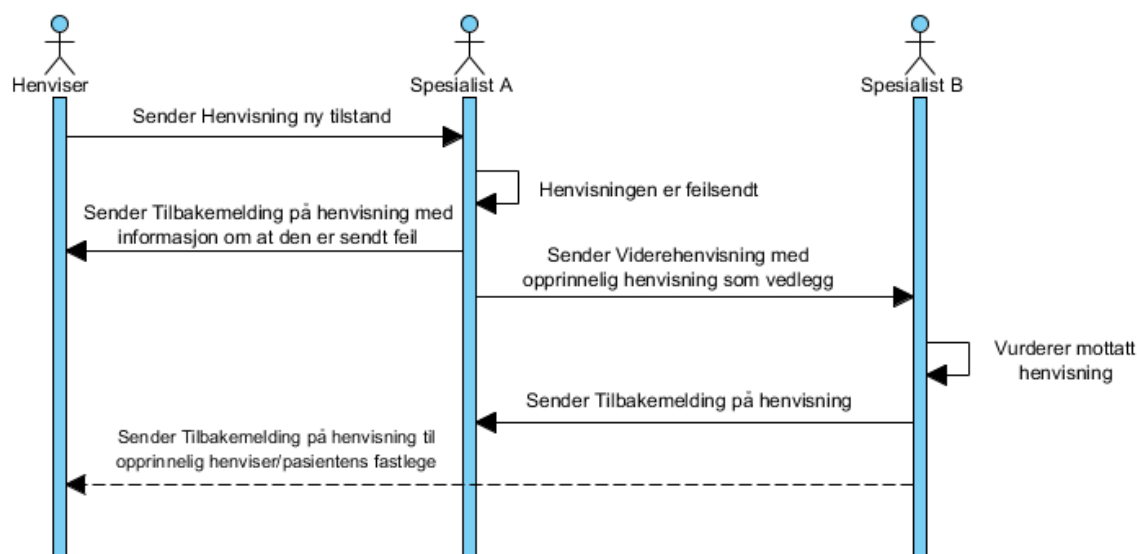 Henviser
Spesialist A
Spesialist B
Sender Henvisning ny tilstand
Henvisningen er feilsendt
Sender Tilbakemelding på henvisning med
informasjon om at den er sendt feil
Sender Viderehenvisning med
opprinnelig henvisning som vedlegg
Vurderer mottatt
henvisning
Sender Tilbakemelding på henvisning
Sender Tilbakemelding på henvisning til
opprinnelig henviser/pasientens fastlege